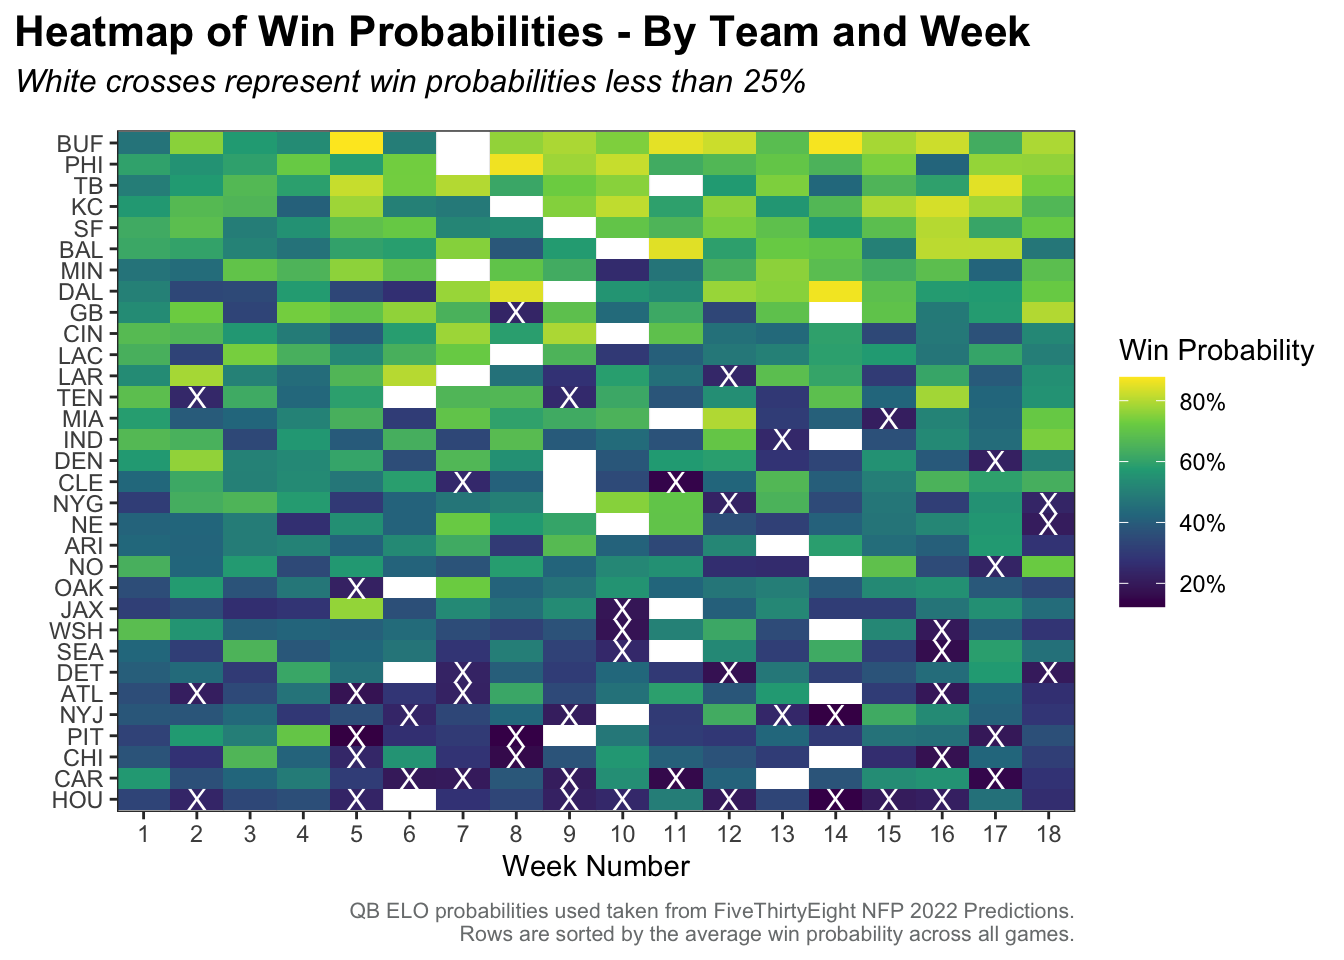 Heatmap of Win Probabilities - By Team and Week
White crosses represent win probabilities less than 25%
BUF
PHI
TB
KC
SF
BAL
MIN
DAL
GB
CIN
LAC
LAR
TEN
MIA
IND
DEN
CLE
NYG
NE
ARI
NO
OAK
JAX
WSH
SEA
DET
ATL
NYJ
PIT
CHI
CAR
HOU
1 2 3 4 5 6 7 8 9 10 11 12 13 14 15 16 17 18
Week Number
Win Probability
80%
60%
40%
20%
QB ELO probabilities used taken from FiveThirtyEight NFP 2022 Predictions.
Rows are sorted by the average win probability across all games.